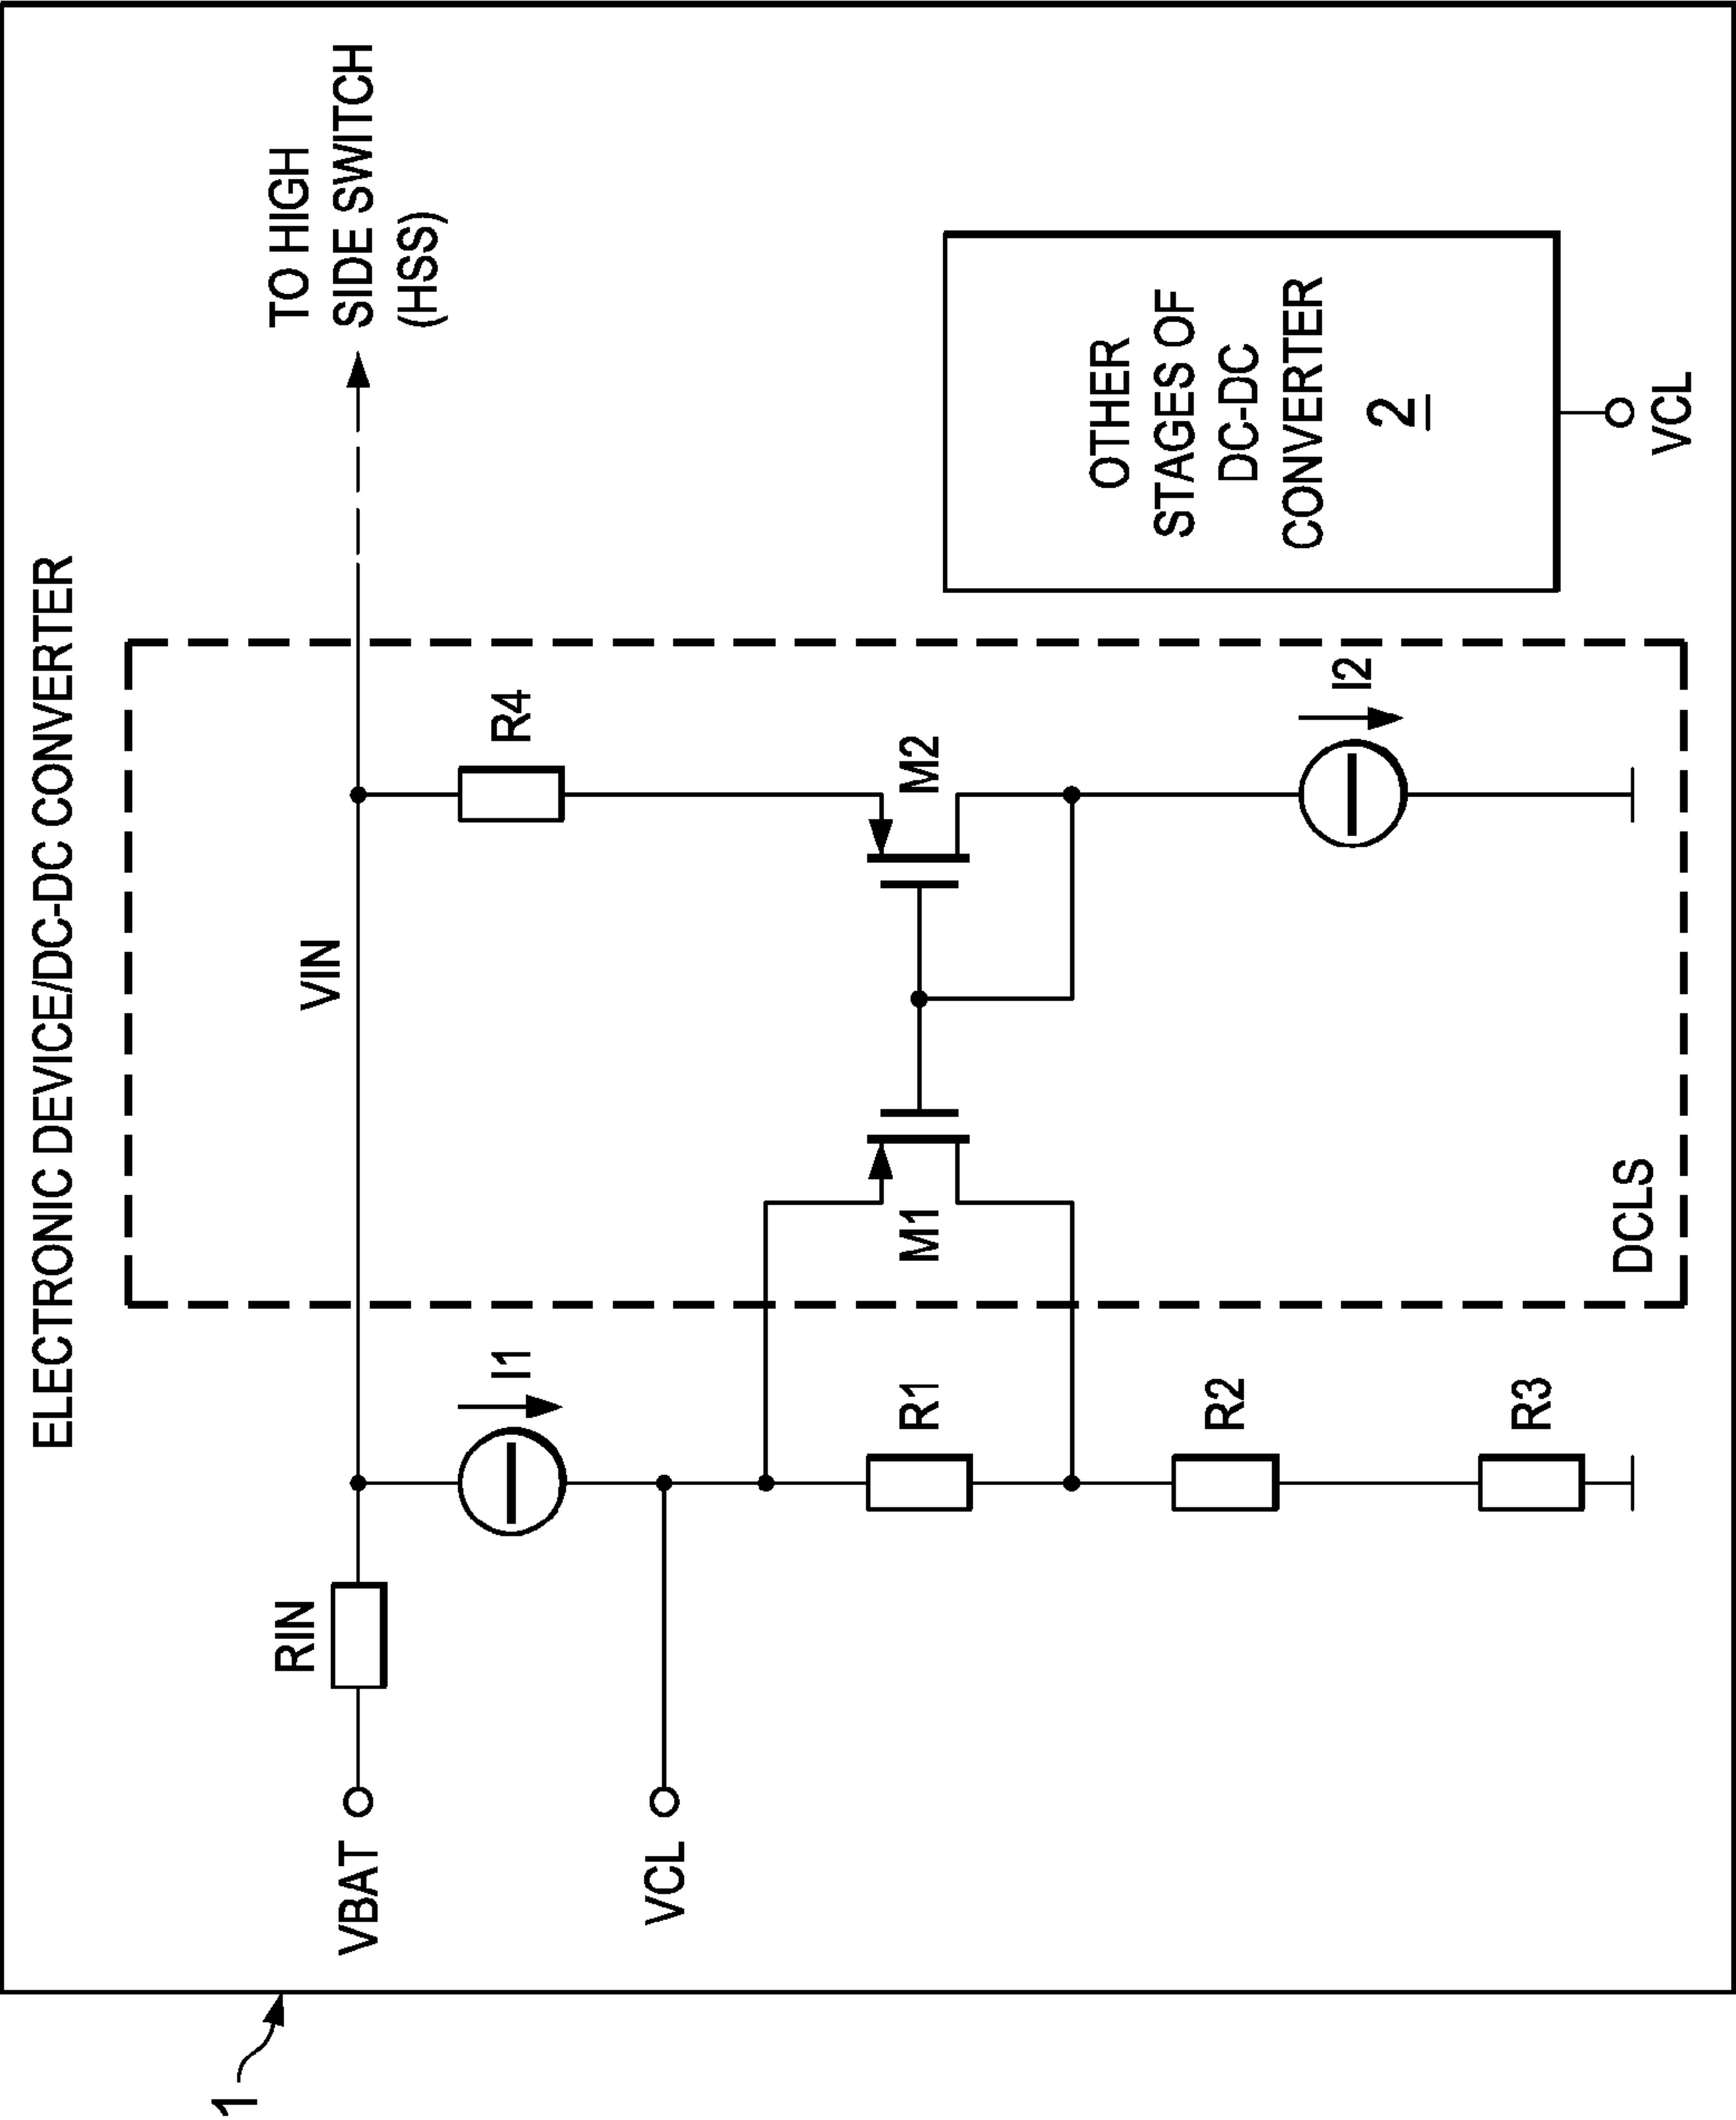 ELECTRONIC DEVICE/DC-DC CONVERTER
1
VBAT
RIN
VIN
TO HIGH
SIDE SWITCH
(HSS)
I1
R4
VCL
R1
M1
M2
OTHER
STAGES OF
DC-DC
CONVERTER
2
R2
I2
R3
DCLS
VCL